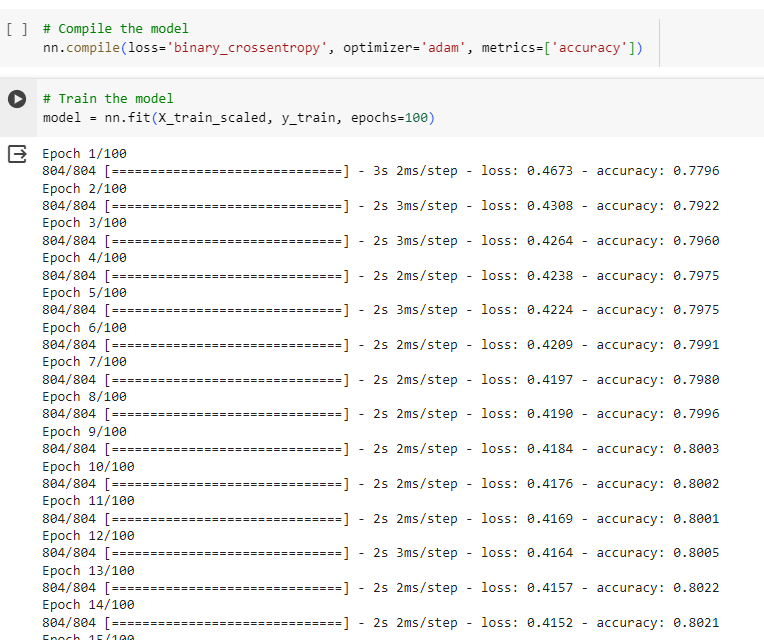 [ ] # Compile the model
nn.compile(loss='binary_crossentropy', optimizer='adam', metrics=['accuracy'])
# Train the model
model = nn.fit(X_train_scaled, y_train, epochs=100)
Epoch 1/100
804/804 [==============================] - 3s 2ms/step - loss: 0.4673 - accuracy: 0.7796
Epoch 2/100
804/804 [==============================] - 2s 3ms/step - loss: 0.4308 - accuracy: 0.7922
Epoch 3/100
804/804 [==============================] - 2s 3ms/step - loss: 0.4264 - accuracy: 0.7960
Epoch 4/100
804/804 [==============================] - 2s 2ms/step - loss: 0.4238 - accuracy: 0.7975
Epoch 5/100
804/804 [==============================] - 2s 3ms/step - loss: 0.4224 - accuracy: 0.7975
Epoch 6/100
804/804 [==============================] - 2s 2ms/step - loss: 0.4209 - accuracy: 0.7991
Epoch 7/100
804/804 [==============================] - 2s 2ms/step - loss: 0.4197 - accuracy: 0.7980
Epoch 8/100
804/804 [==============================] - 2s 2ms/step - loss: 0.4190 - accuracy: 0.7996
Epoch 9/100
804/804 [==============================] - 2s 2ms/step - loss: 0.4184 - accuracy: 0.8003
Epoch 10/100
804/804 [==============================] - 2s 2ms/step - loss: 0.4176 - accuracy: 0.8002
Epoch 11/100
804/804 [==============================] - 2s 2ms/step - loss: 0.4169 - accuracy: 0.8001
Epoch 12/100
804/804 [==============================] - 2s 3ms/step - loss: 0.4164 - accuracy: 0.8005
Epoch 13/100
804/804 [==============================] - 2s 2ms/step - loss: 0.4157 - accuracy: 0.8022
Epoch 14/100
804/804 [==============================] - 2s 2ms/step - loss: 0.4152 - accuracy: 0.8021
Epoch 15/100